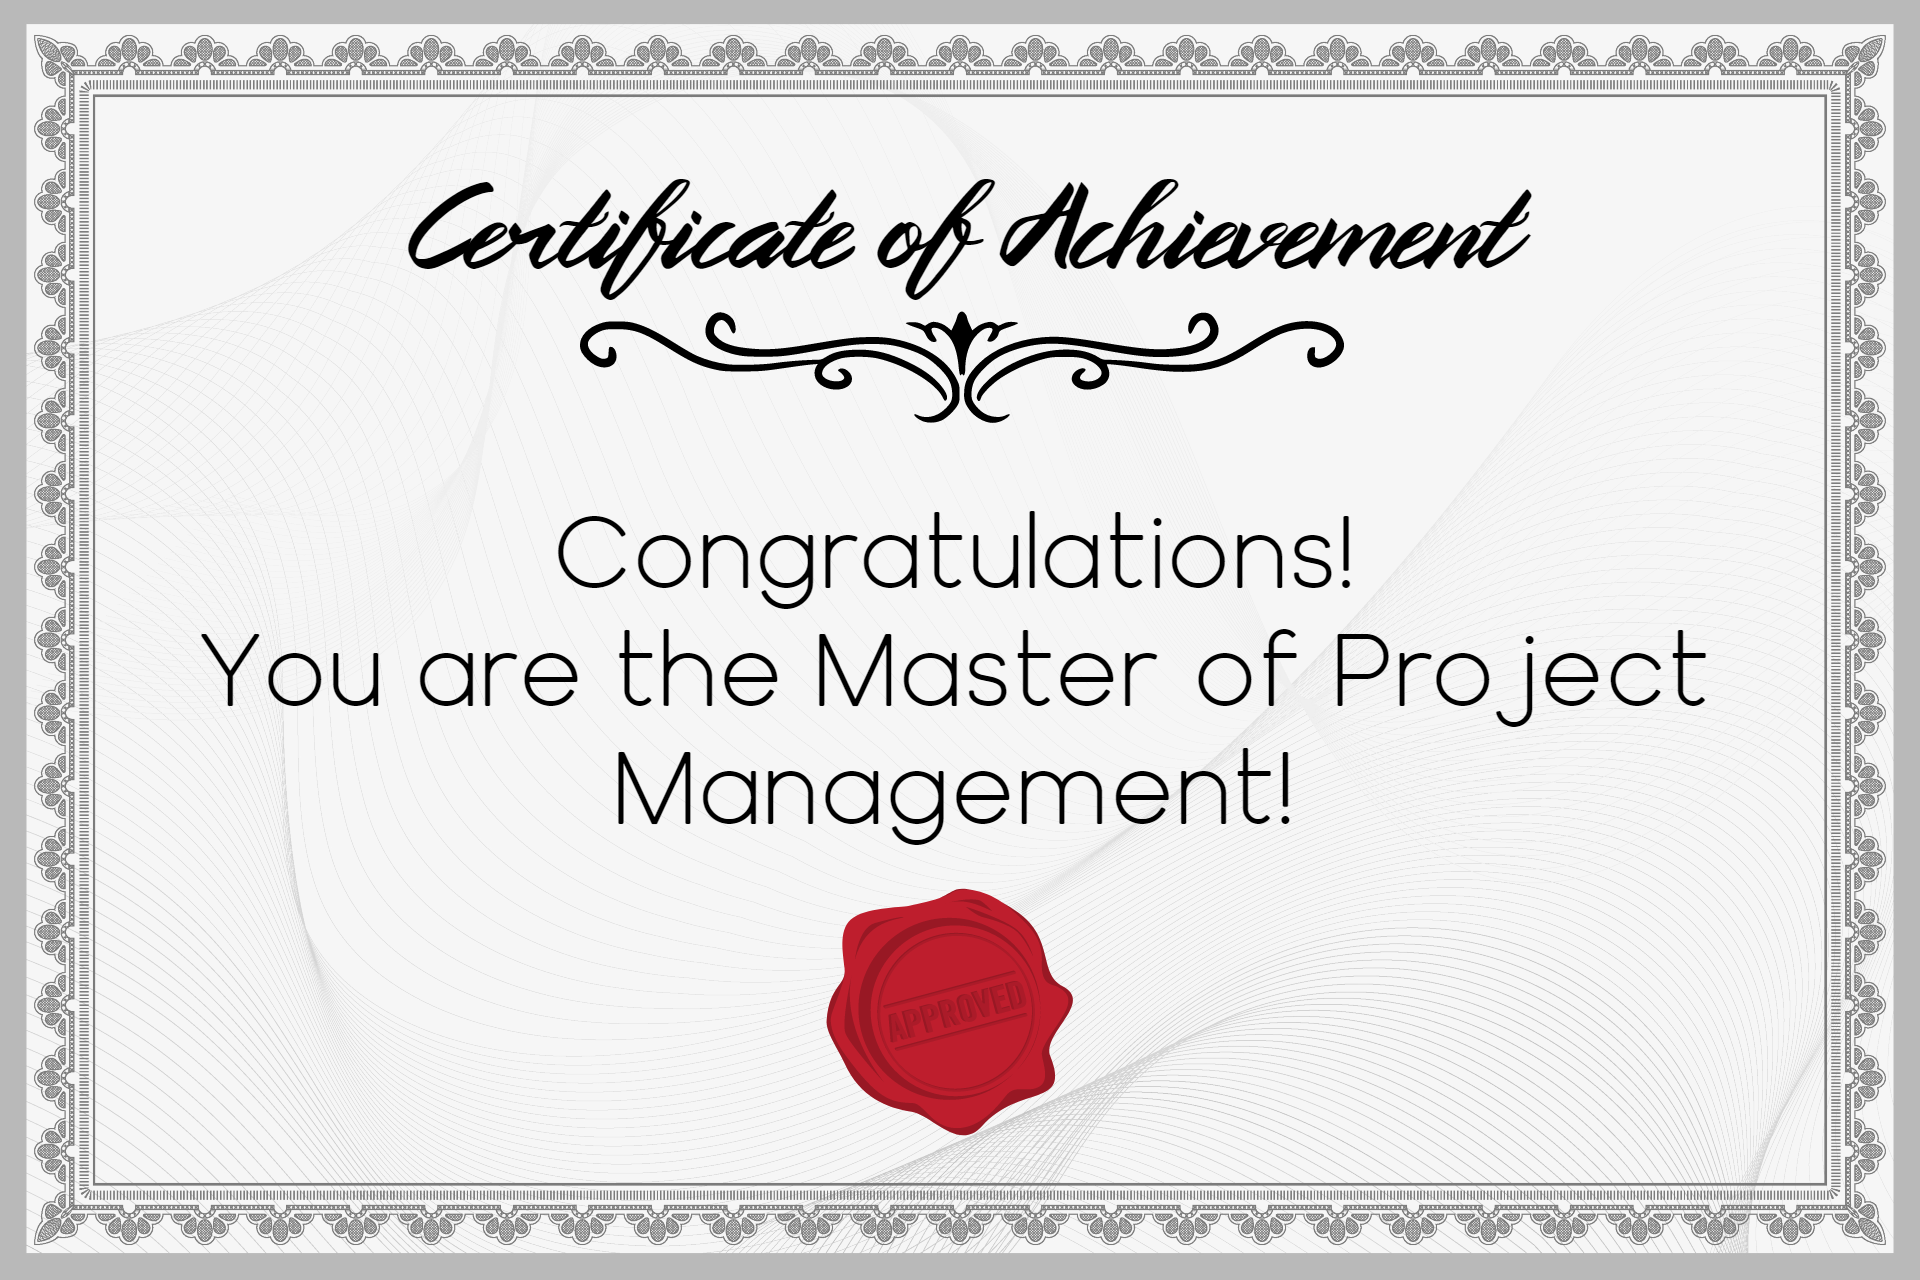 Certificate of Achievement
Congratulations!
You are the Master of Project
Management!
APPROVED